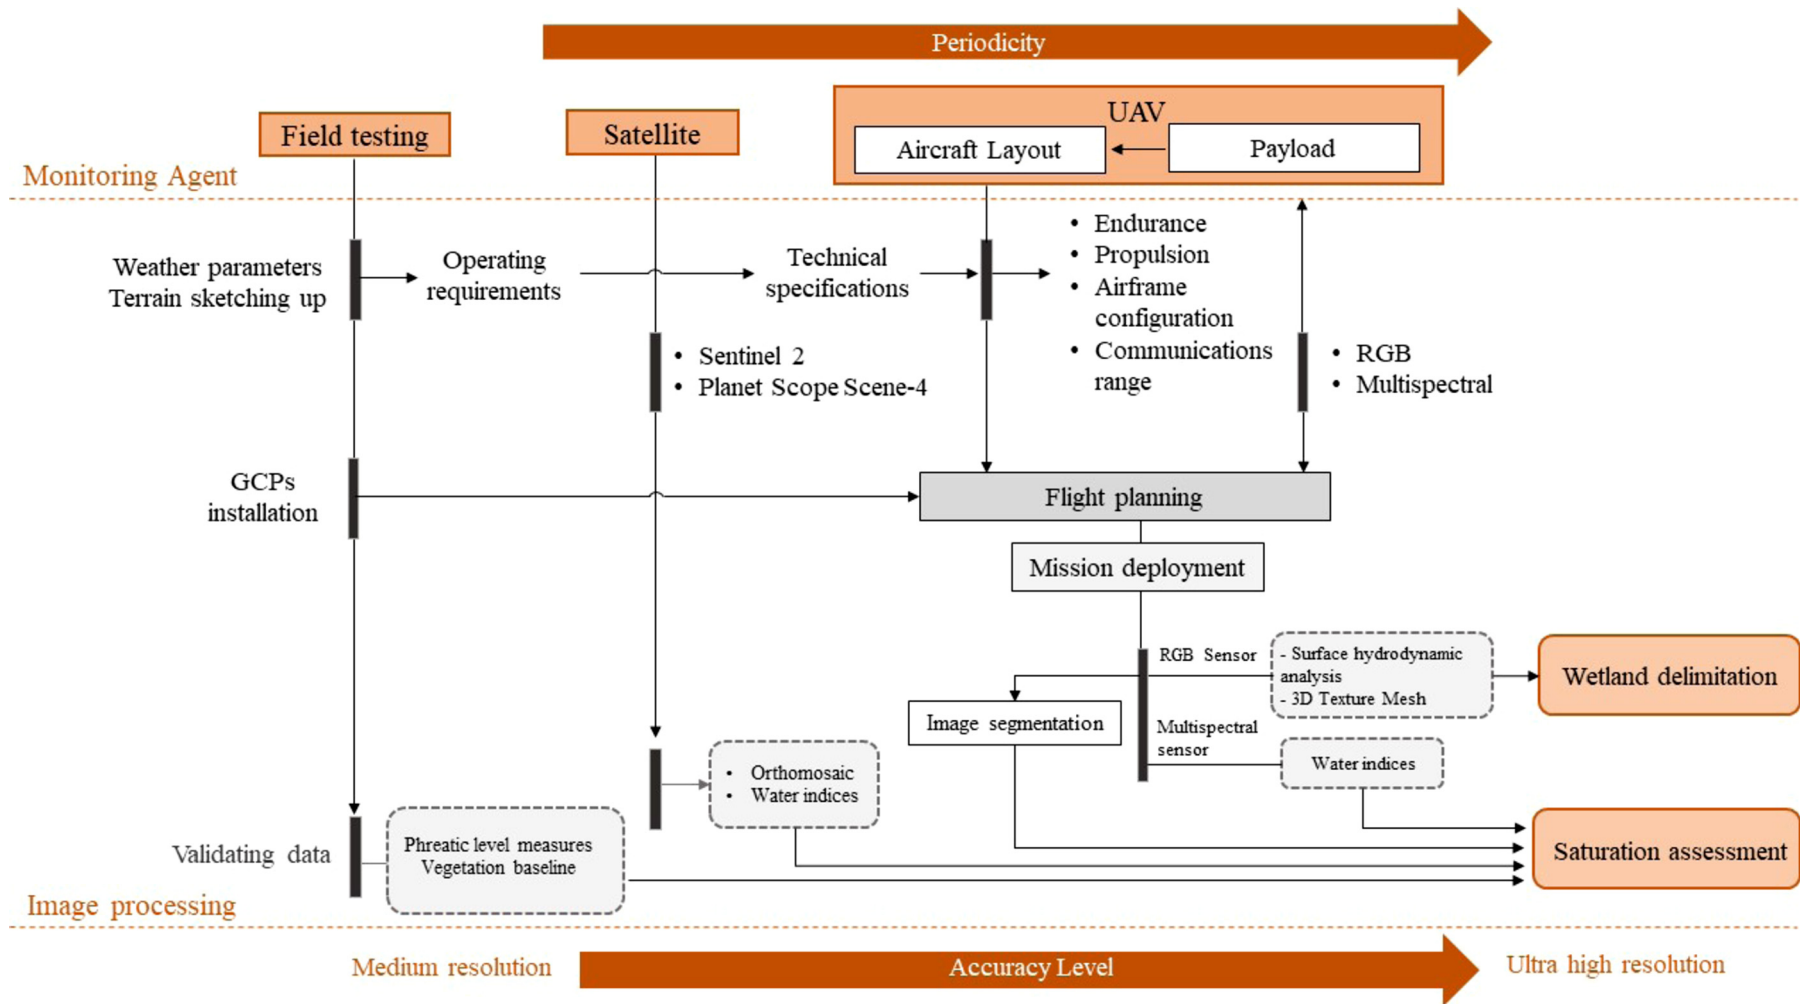 Periodicity
UAV
Field testing
Satellite
Aircraft Layout
Payload
Monitoring Agent
Weather parameters
Terrain sketching up
Operating
requirements
Technical
specifications
• Endurance
• Propulsion
• Airframe
configuration
• Communications
range
• Sentinel 2
• Planet Scope Scene-4
• RGB
• Multispectral
GCPs
installation
Flight planning
Mission deployment
RGB Sensor
- Surface hydrodynamic
analysis
- 3D Texture Mesh
Wetland delimitation
Image segmentation
Multispectral
sensor
Water indices
• Orthomosaic
• Water indices
Validating data
Phreatic level measures
Vegetation baseline
Saturation assessment
Image processing
Medium resolution
Accuracy Level
Ultra high resolution